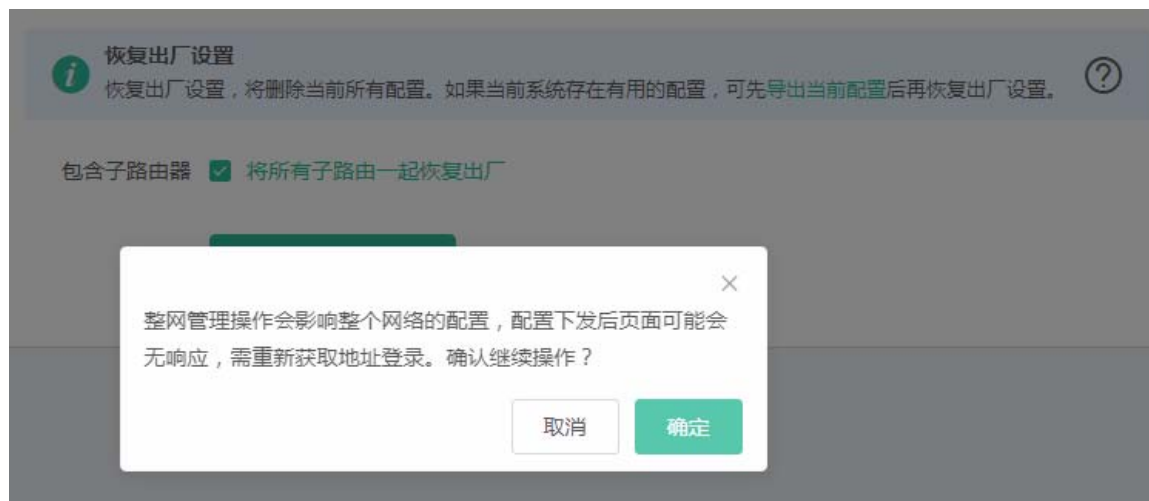 恢复出厂设置
恢复出厂设置，将删除当前所有配置。如果当前系统存在有用的配置，可先导出当前配置后再恢复出厂设置。
包含子路由器 将所有子路由一起恢复出厂
整网管理操作会影响整个网络的配置，配置下发后页面可能会
无响应，需重新获取地址登录。确认继续操作？
取消 确定